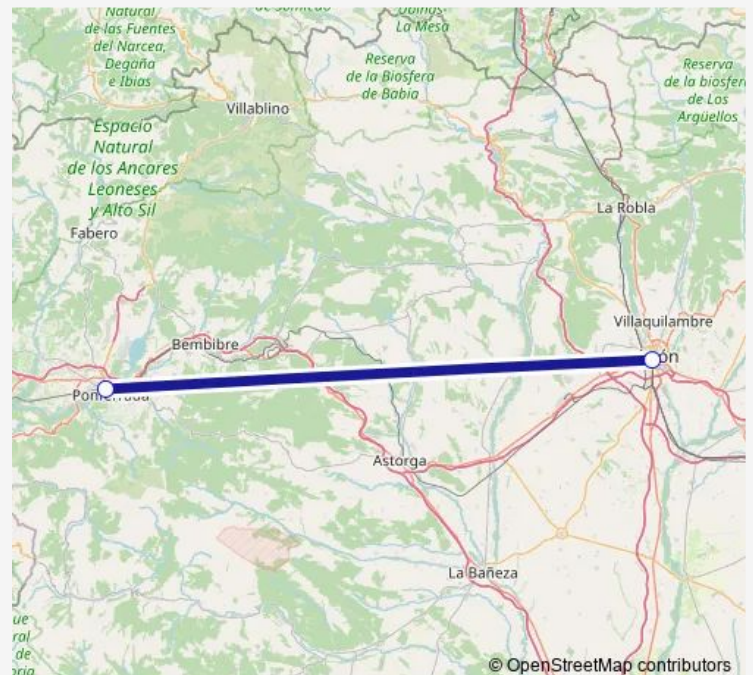 Natural
de las Fuentes
del Narcea,
Degaña
e Ibias
La Mesa
Reserva
de la Biosfera
de Babia
Reserva
de la biosfer
de Los
Argüellos
Villablino
Espacio
Natural
de los Ancares
Leoneses
y Alto Sil
La Robla
Fabero
Villaquilambre
Bembibre
Astorga
La Bañeza
de
© OpenStreetMap contributors